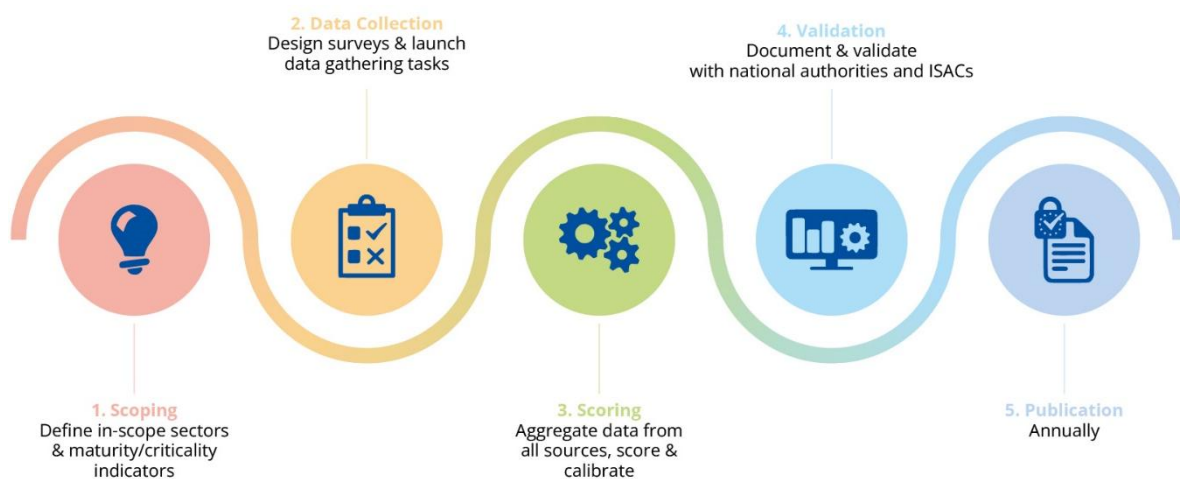 1. Scoping
Define in-scope sectors
& maturity/criticality
indicators
2. Data Collection
Design surveys & launch
data gathering tasks
3. Scoring
Aggregate data from
all sources, score &
calibrate
4. Validation
Document & validate
with national authorities and ISACs
5. Publication
Annually